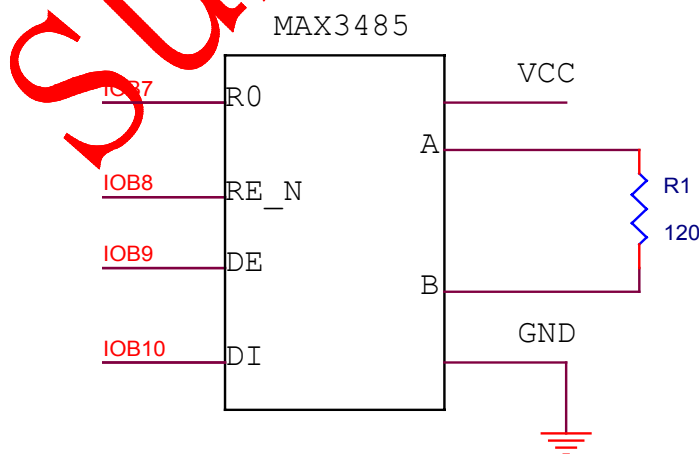 MAX3485
IOB7
R0
VCC
A
IOB8
RE_N
R1
120
IOB9
DE
B
GND
IOB10
DI